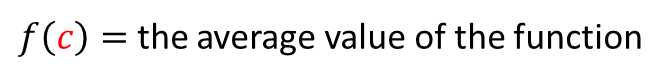 f(c) = the average value of the function